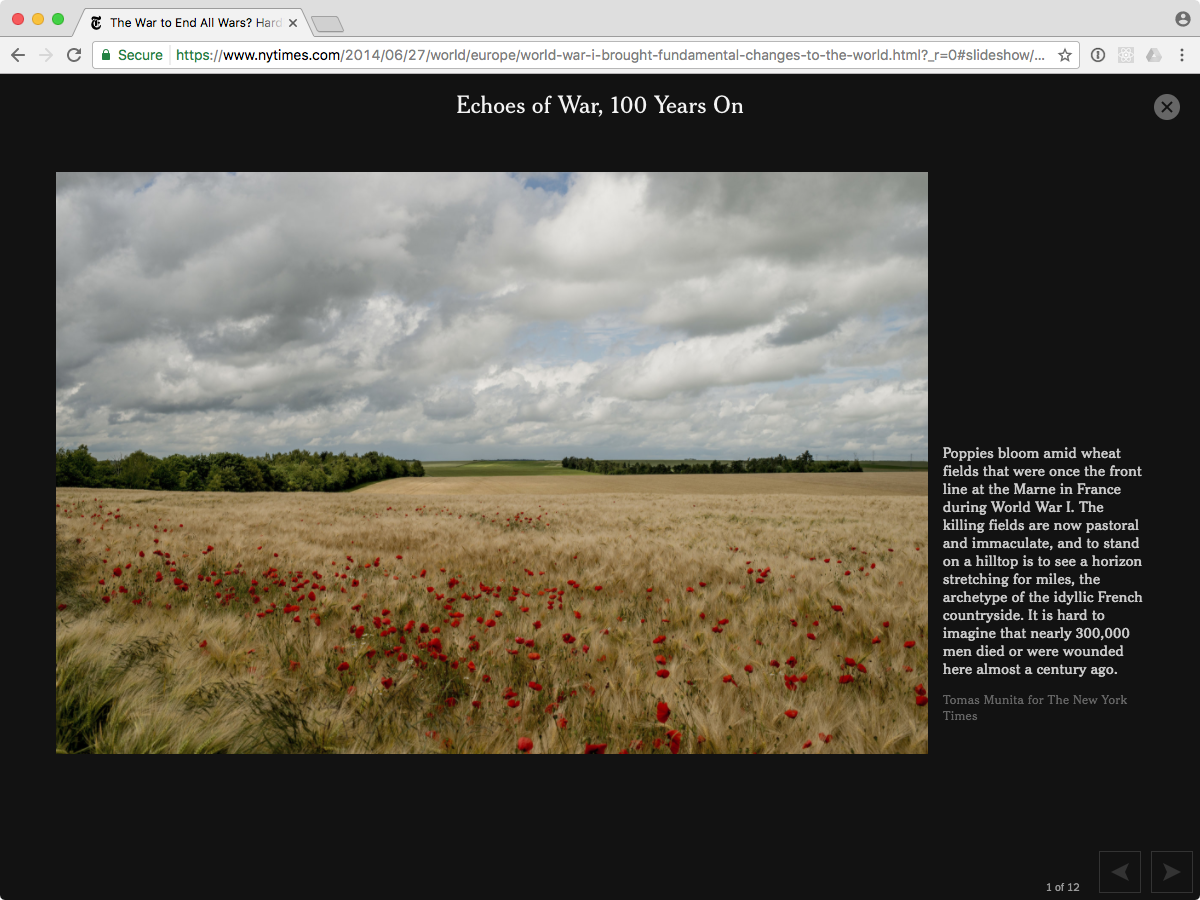 The War to End All Wars? Hard
Secure https://www.nytimes.com/2014/06/27/world/europe/world-war-i-brought-fundamental-changes-to-the-world.html?_r=0#slideshow/...
Echoes of War, 100 Years On
Poppies bloom amid wheat
fields that were once the front
line at the Marne in France
during World War I. The
killing fields are now pastoral
and immaculate, and to stand
on a hilltop is to see a horizon
stretching for miles, the
archetype of the idyllic French
countryside. It is hard to
imagine that nearly 300,000
men died or were wounded
here almost a century ago.
Tomas Munita for The New York
Times
1 of 12